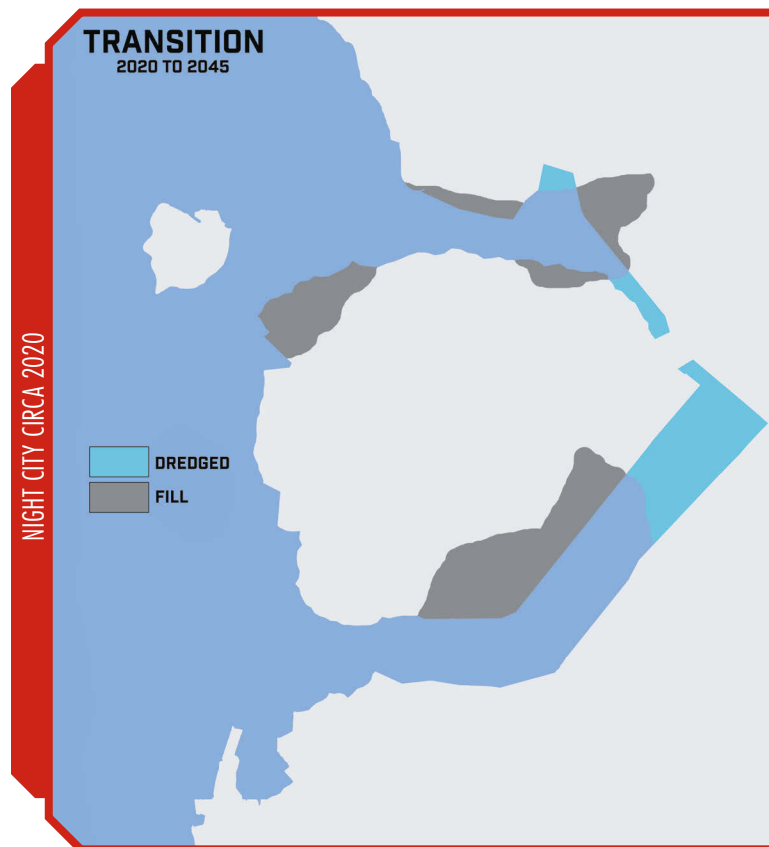 TRANSITION
2020 TO 2045
NIGHT CITY CIRCA 2020
DREDGED
FILL